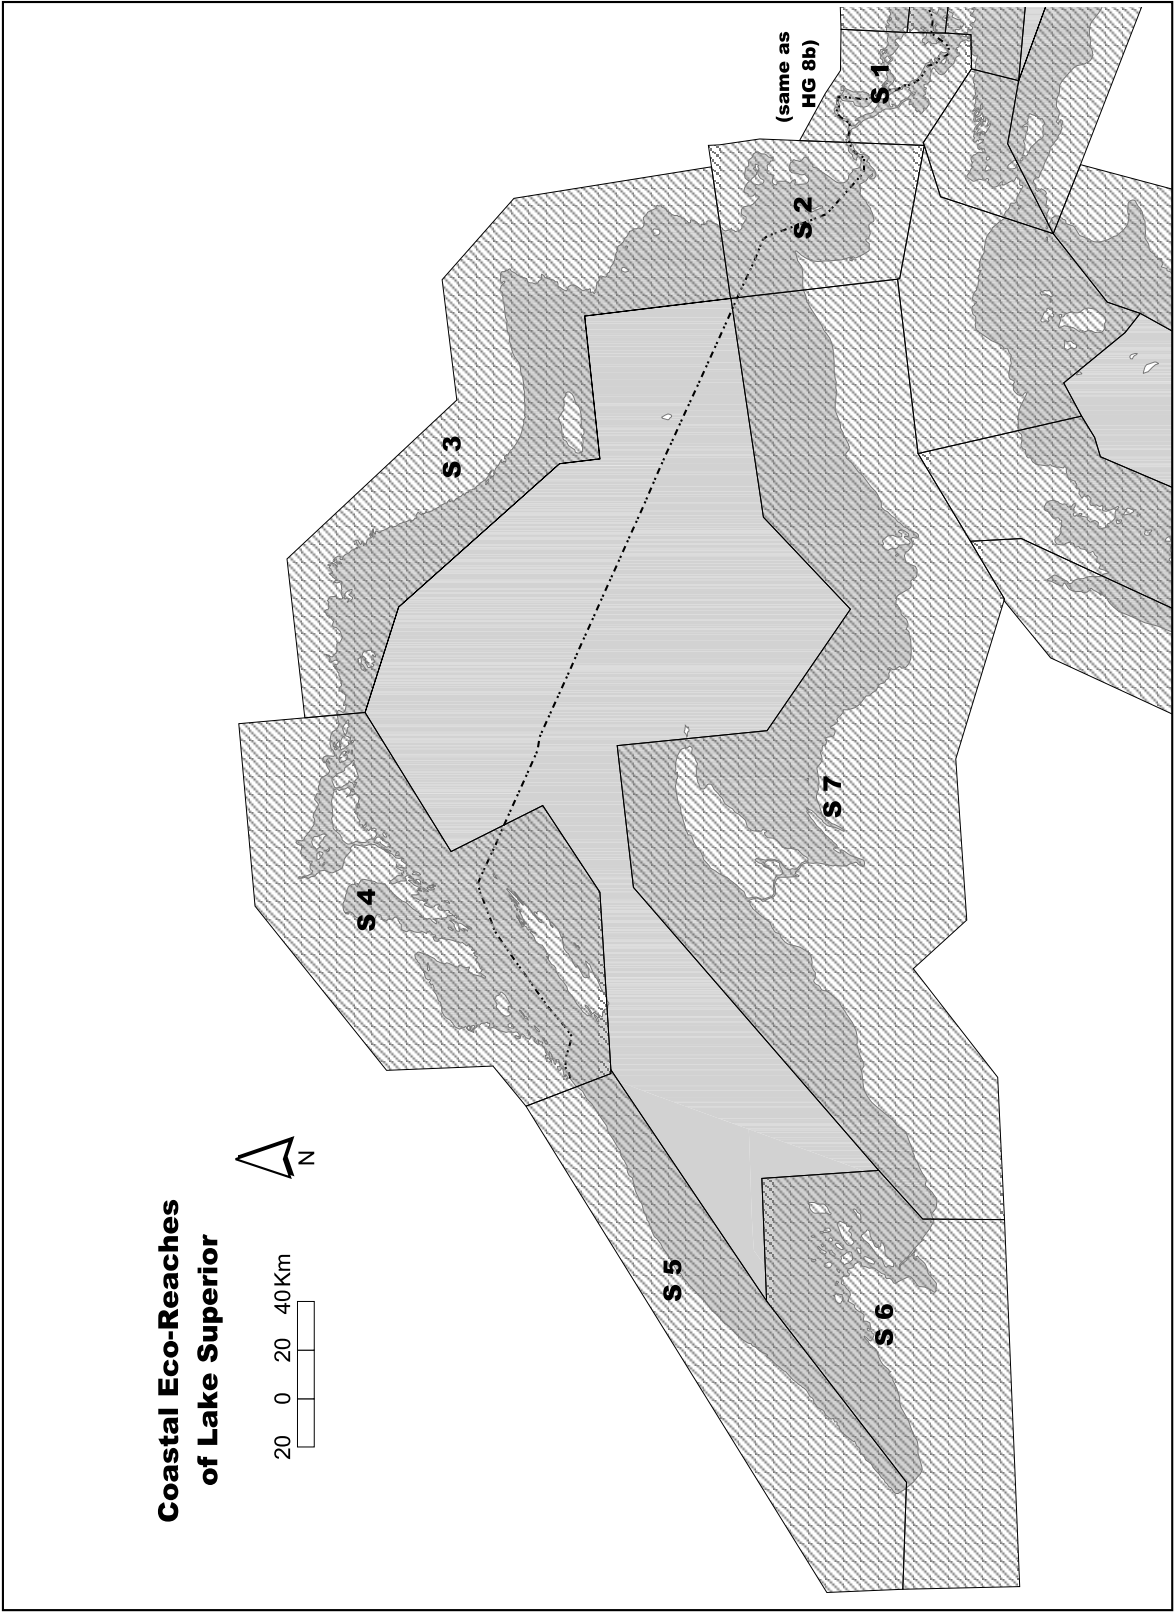 Coastal Eco-Reaches
of Lake Superior
20 0 20 40 Km
N
S 5
S 6
S 4
S 7
S 3
S 2
S 1
(same as
HG 8b)